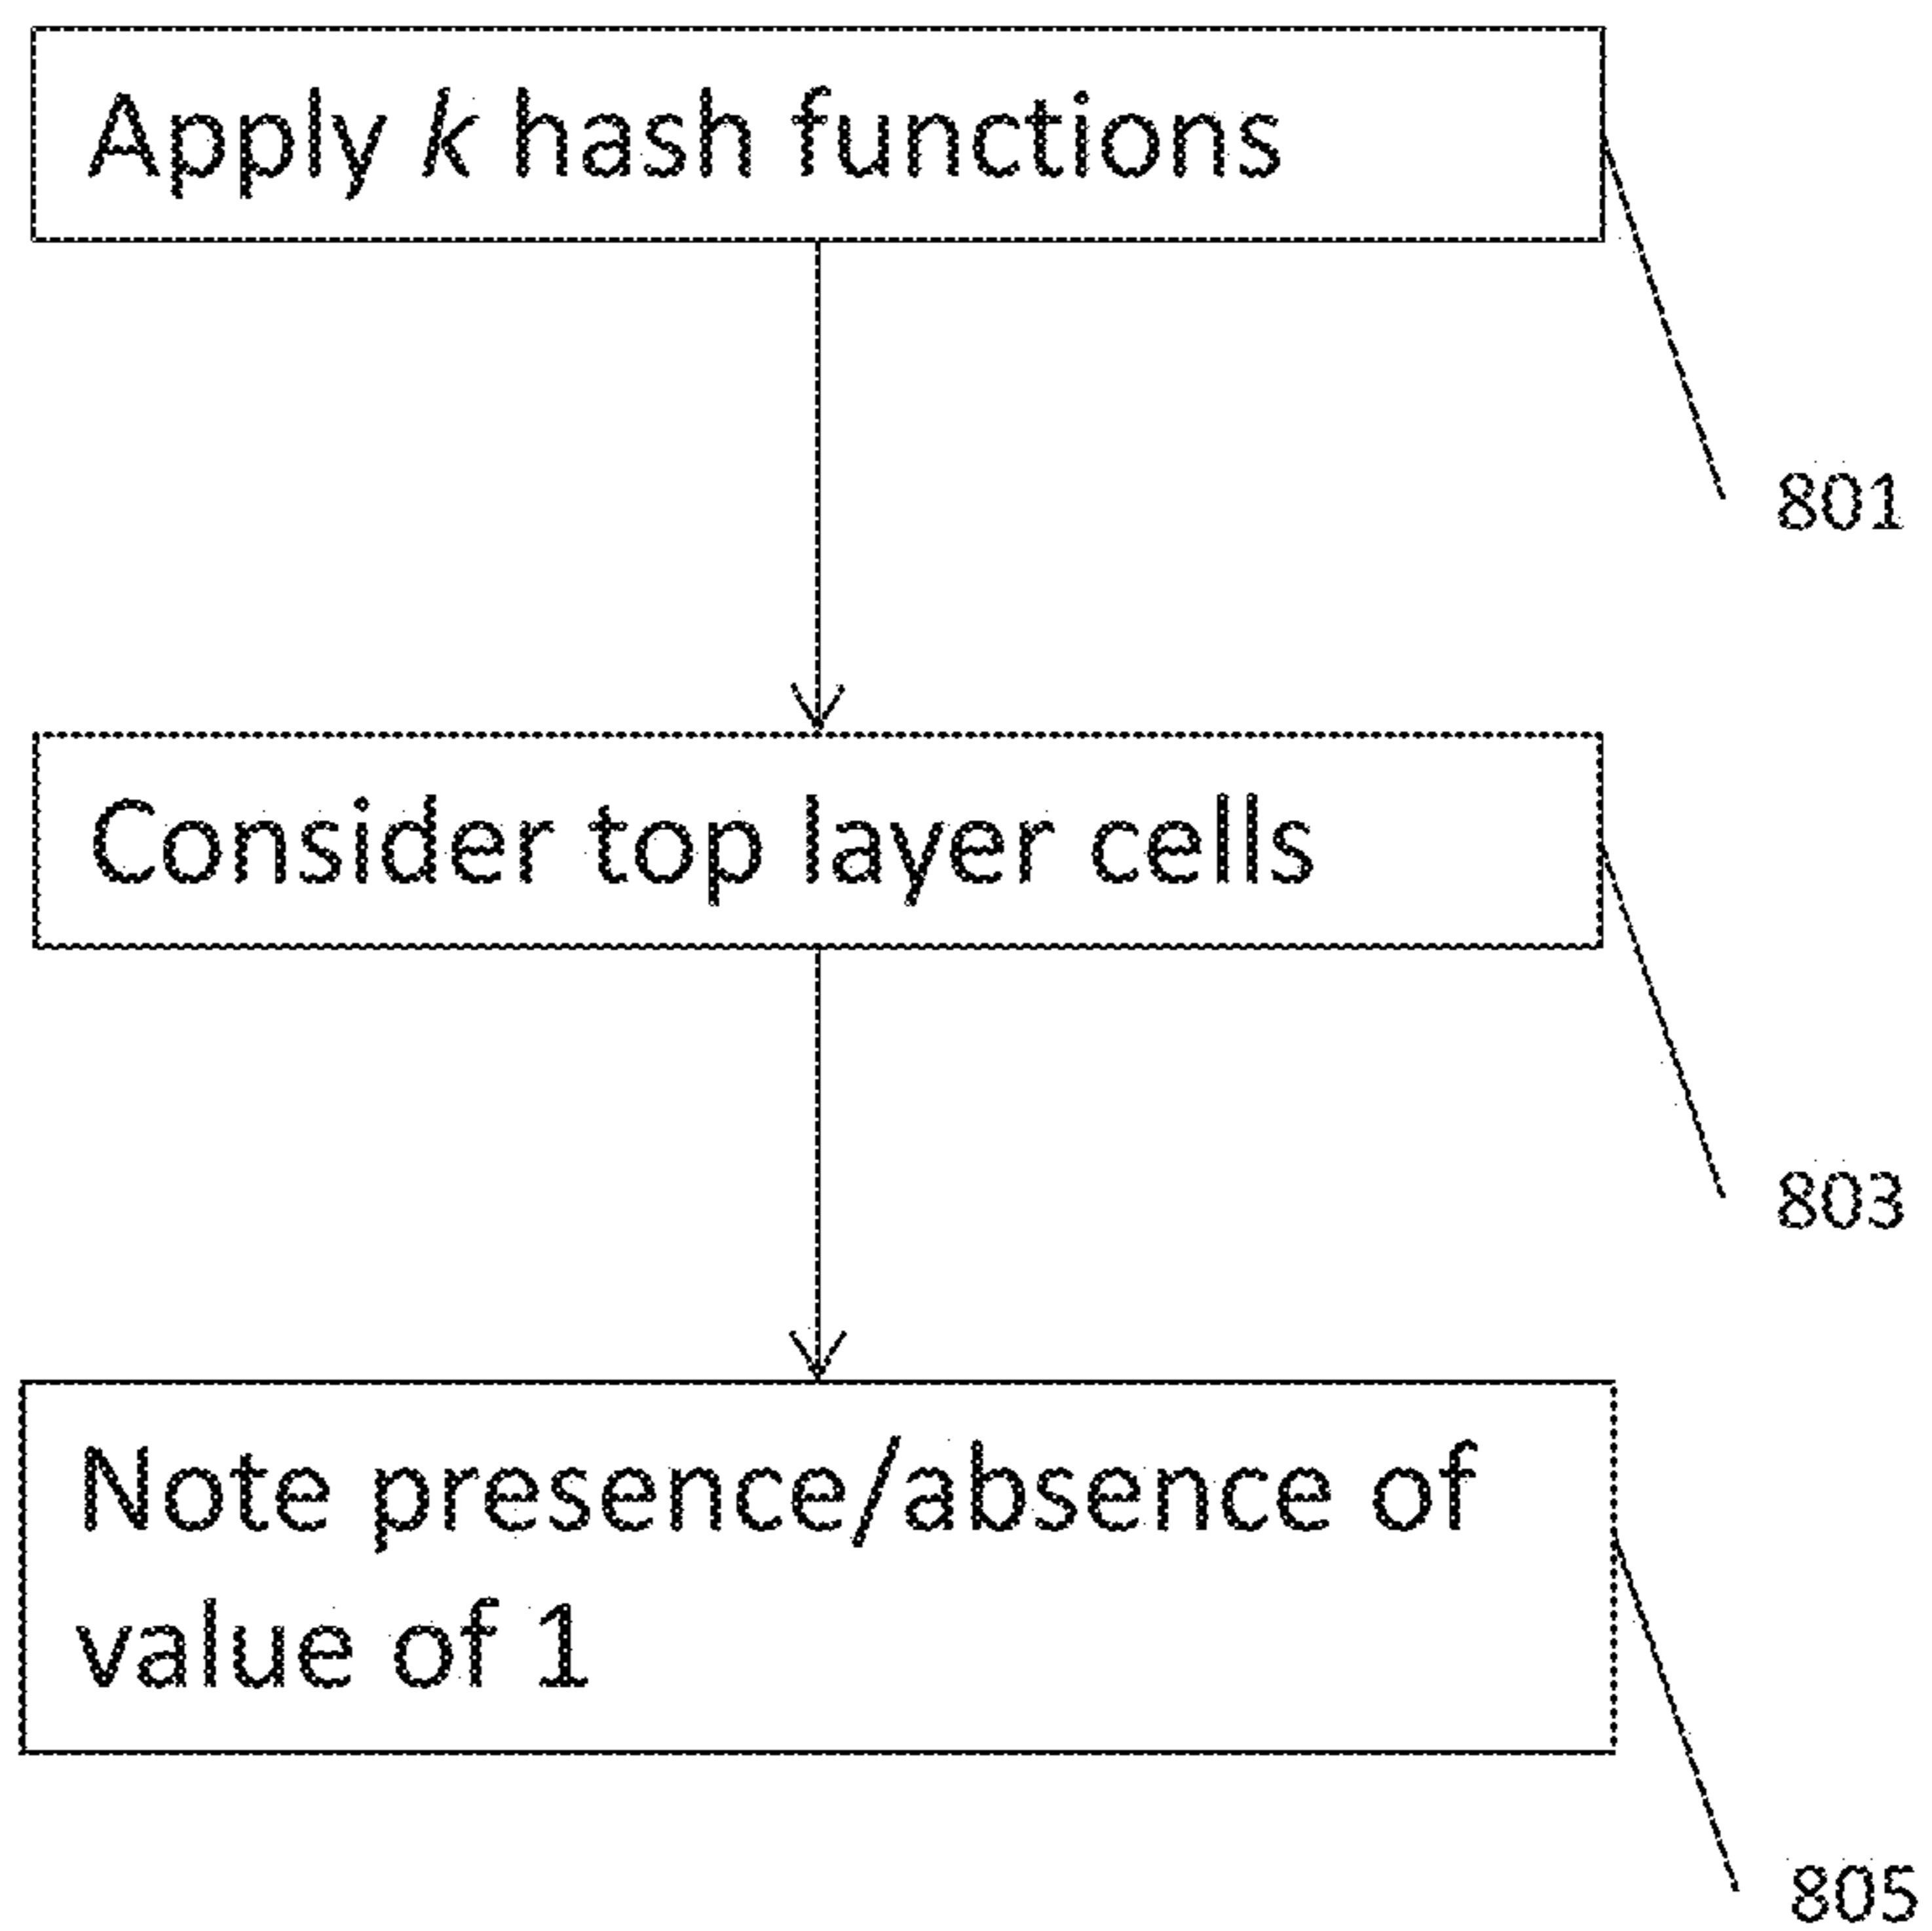 Apply k hash functions
801
Consider top layer cells
803
Note presence/absence of
value of 1
805